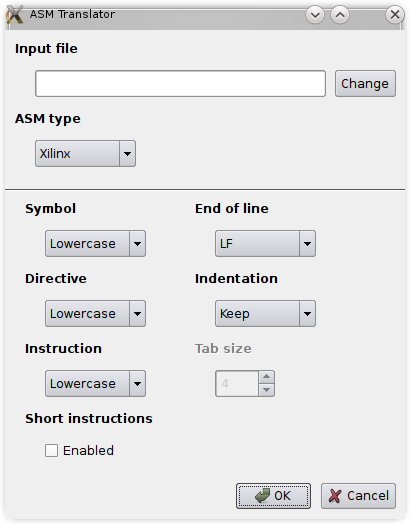 ASM Translator
Input file
Change
ASM type
Xilinx
Symbol End of line
Lowercase LF
Directive Indentation
Lowercase Keep
Instruction Tab size
Lowercase 4
Short instructions
Enabled
OK Cancel